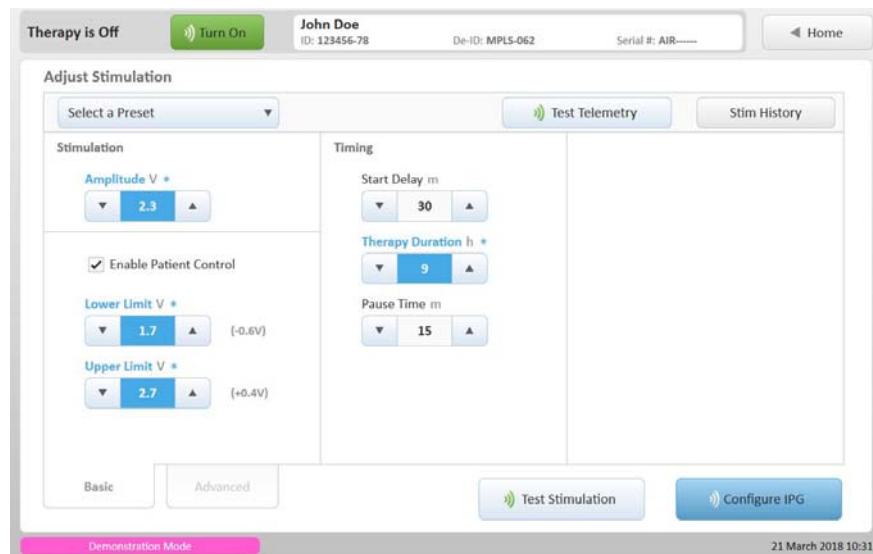 Therapy is Off
Turn On
John Doe
ID: 123456-78 De-ID: MPLS-062 Serial #: AIR------
Home
Adjust Stimulation
Select a Preset
Test Telemetry
Stim History
Stimulation
Amplitude V *
2.3
Enable Patient Control
Lower Limit V *
1.7 (-0.6V)
Upper Limit V *
2.7 (+0.4V)
Timing
Start Delay m
30
Therapy Duration h *
9
Pause Time m
15
Basic
Advanced
Test Stimulation
Configure IPG
Demonstration Mode
21 March 2018 10:31